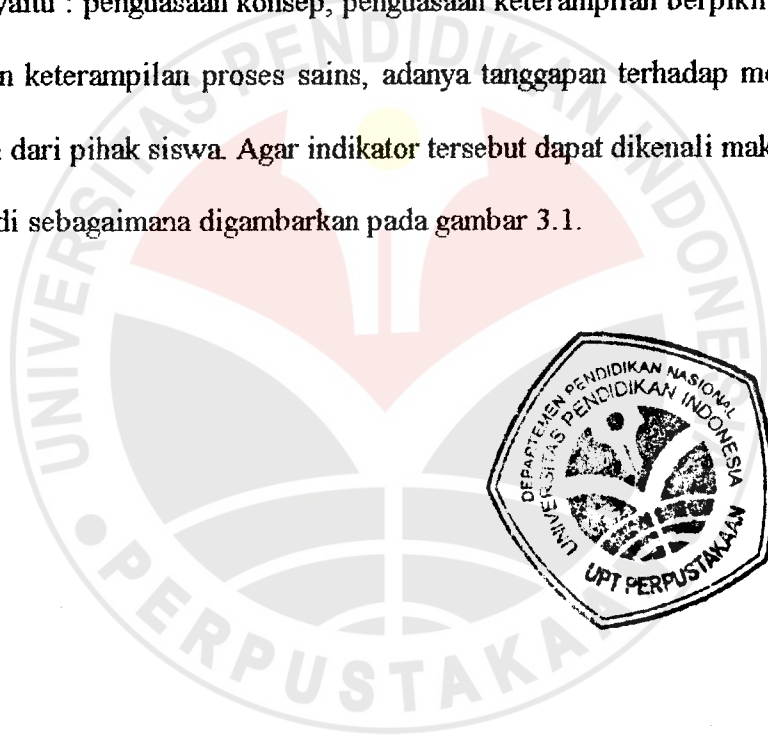 yaitu : penguasaan konsep, penguasaan keterampilan berpikir
n keterampilan proses sains, adanya tanggapan terhadap me
dari pihak siswa. Agar indikator tersebut dapat dikenali mak
di sebagaimana digambarkan pada gambar 3.1.
UNIVERSITAS PENDIDIKAN INDONESIA
PERPUSTAKAAN
DEPARTEMEN PENDIDIKAN NASIONAL
UNIVERSITAS PENDIDIKAN INDONESIA
UPT PERPUSTAKAAN